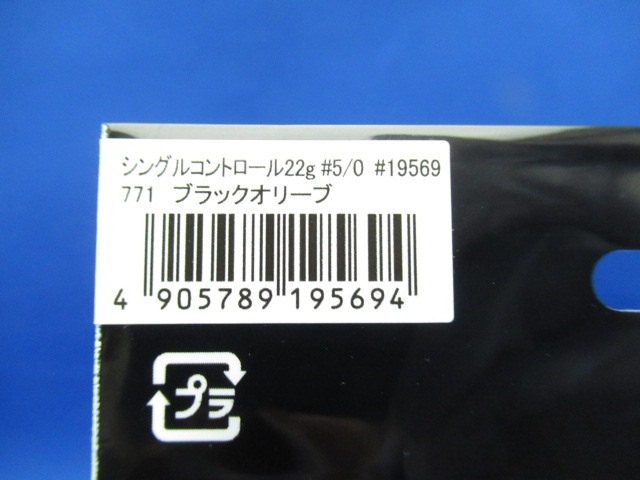 シングルコントロール22g #5/0 #19569
771 ブラックオリーブ
4 905789 195694
プラ